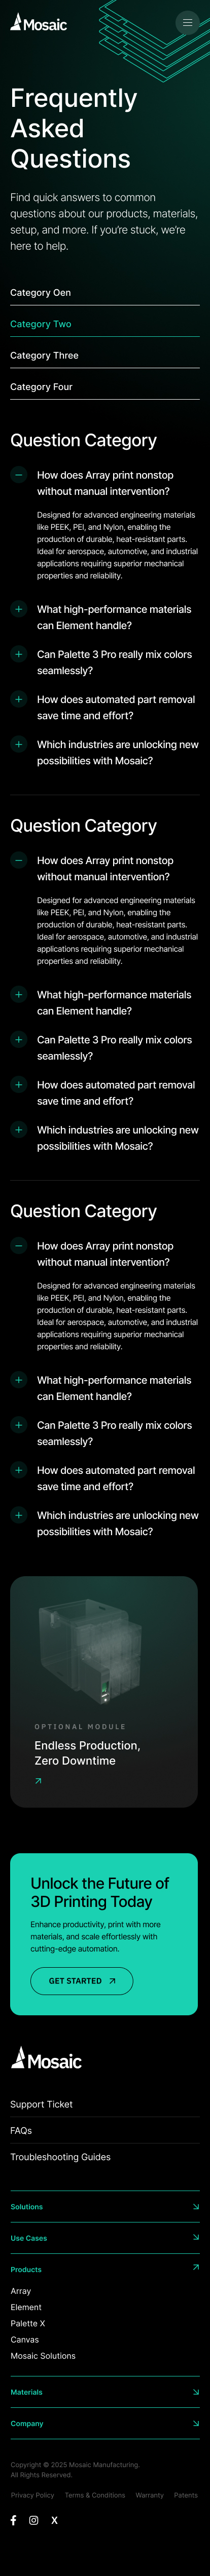 Mosaic
Frequently
Asked
Questions
Find quick answers to common
questions about our products, materials,
setup, and more. If you're stuck, we're
here to help.
Category Oen
Category Two
Category Three
Category Four
Question Category
How does Array print nonstop
without manual intervention?
Designed for advanced engineering materials
like PEEK, PEI, and Nylon, enabling the
production of durable, heat-resistant parts.
Ideal for aerospace, automotive, and industrial
applications requiring superior mechanical
properties and reliability.
What high-performance materials
can Element handle?
Can Palette 3 Pro really mix colors
seamlessly?
How does automated part removal
save time and effort?
Which industries are unlocking new
possibilities with Mosaic?
Question Category
How does Array print nonstop
without manual intervention?
Designed for advanced engineering materials
like PEEK, PEI, and Nylon, enabling the
production of durable, heat-resistant parts.
Ideal for aerospace, automotive, and industrial
applications requiring superior mechanical
properties and reliability.
What high-performance materials
can Element handle?
Can Palette 3 Pro really mix colors
seamlessly?
How does automated part removal
save time and effort?
Which industries are unlocking new
possibilities with Mosaic?
Question Category
How does Array print nonstop
without manual intervention?
Designed for advanced engineering materials
like PEEK, PEI, and Nylon, enabling the
production of durable, heat-resistant parts.
Ideal for aerospace, automotive, and industrial
applications requiring superior mechanical
properties and reliability.
What high-performance materials
can Element handle?
Can Palette 3 Pro really mix colors
seamlessly?
How does automated part removal
save time and effort?
Which industries are unlocking new
possibilities with Mosaic?
OPTIONAL MODULE
Endless Production,
Zero Downtime
Unlock the Future of
3D Printing Today
Enhance productivity, print with more
materials, and scale effortlessly with
cutting-edge automation.
GET STARTED
Mosaic
Support Ticket
FAQs
Troubleshooting Guides
Solutions
Use Cases
Products
Array
Element
Palette X
Canvas
Mosaic Solutions
Materials
Company
Copyright © 2025 Mosaic Manufacturing.
All Rights Reserved.
Privacy Policy Terms & Conditions Warranty Patents